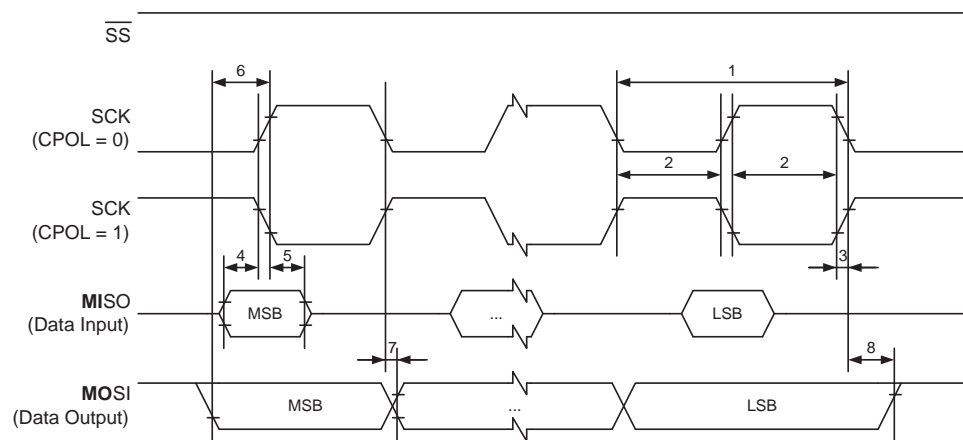 SS
6
1
SCK
(CPOL = 0)
2
2
SCK
(CPOL = 1)
4
5
3
MISO
(Data Input)
MSB
...
LSB
7
8
MOSI
(Data Output)
MSB
...
LSB